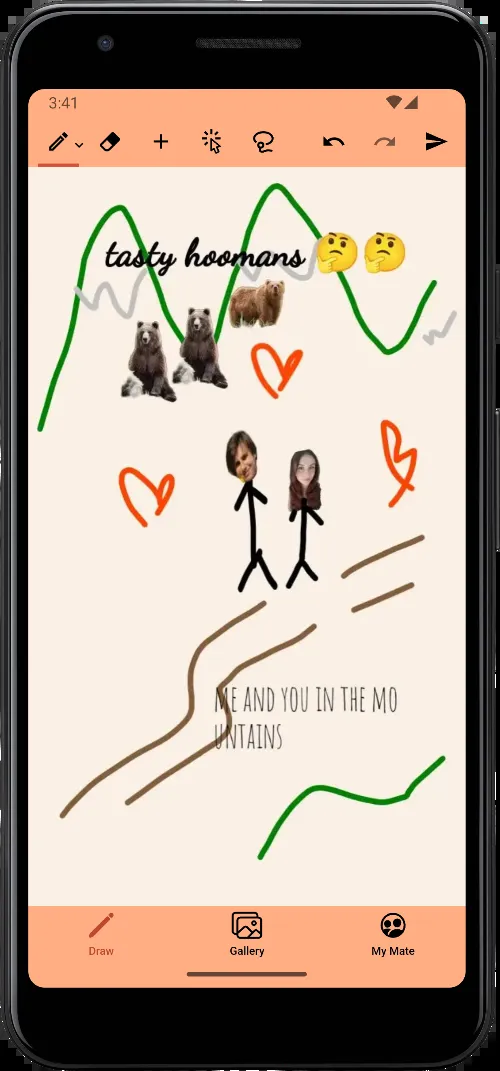 3:41
tasty hoomans 🤔🤔
ME AND YOU IN THE MO
UNTAINS
Draw
Gallery
My Mate